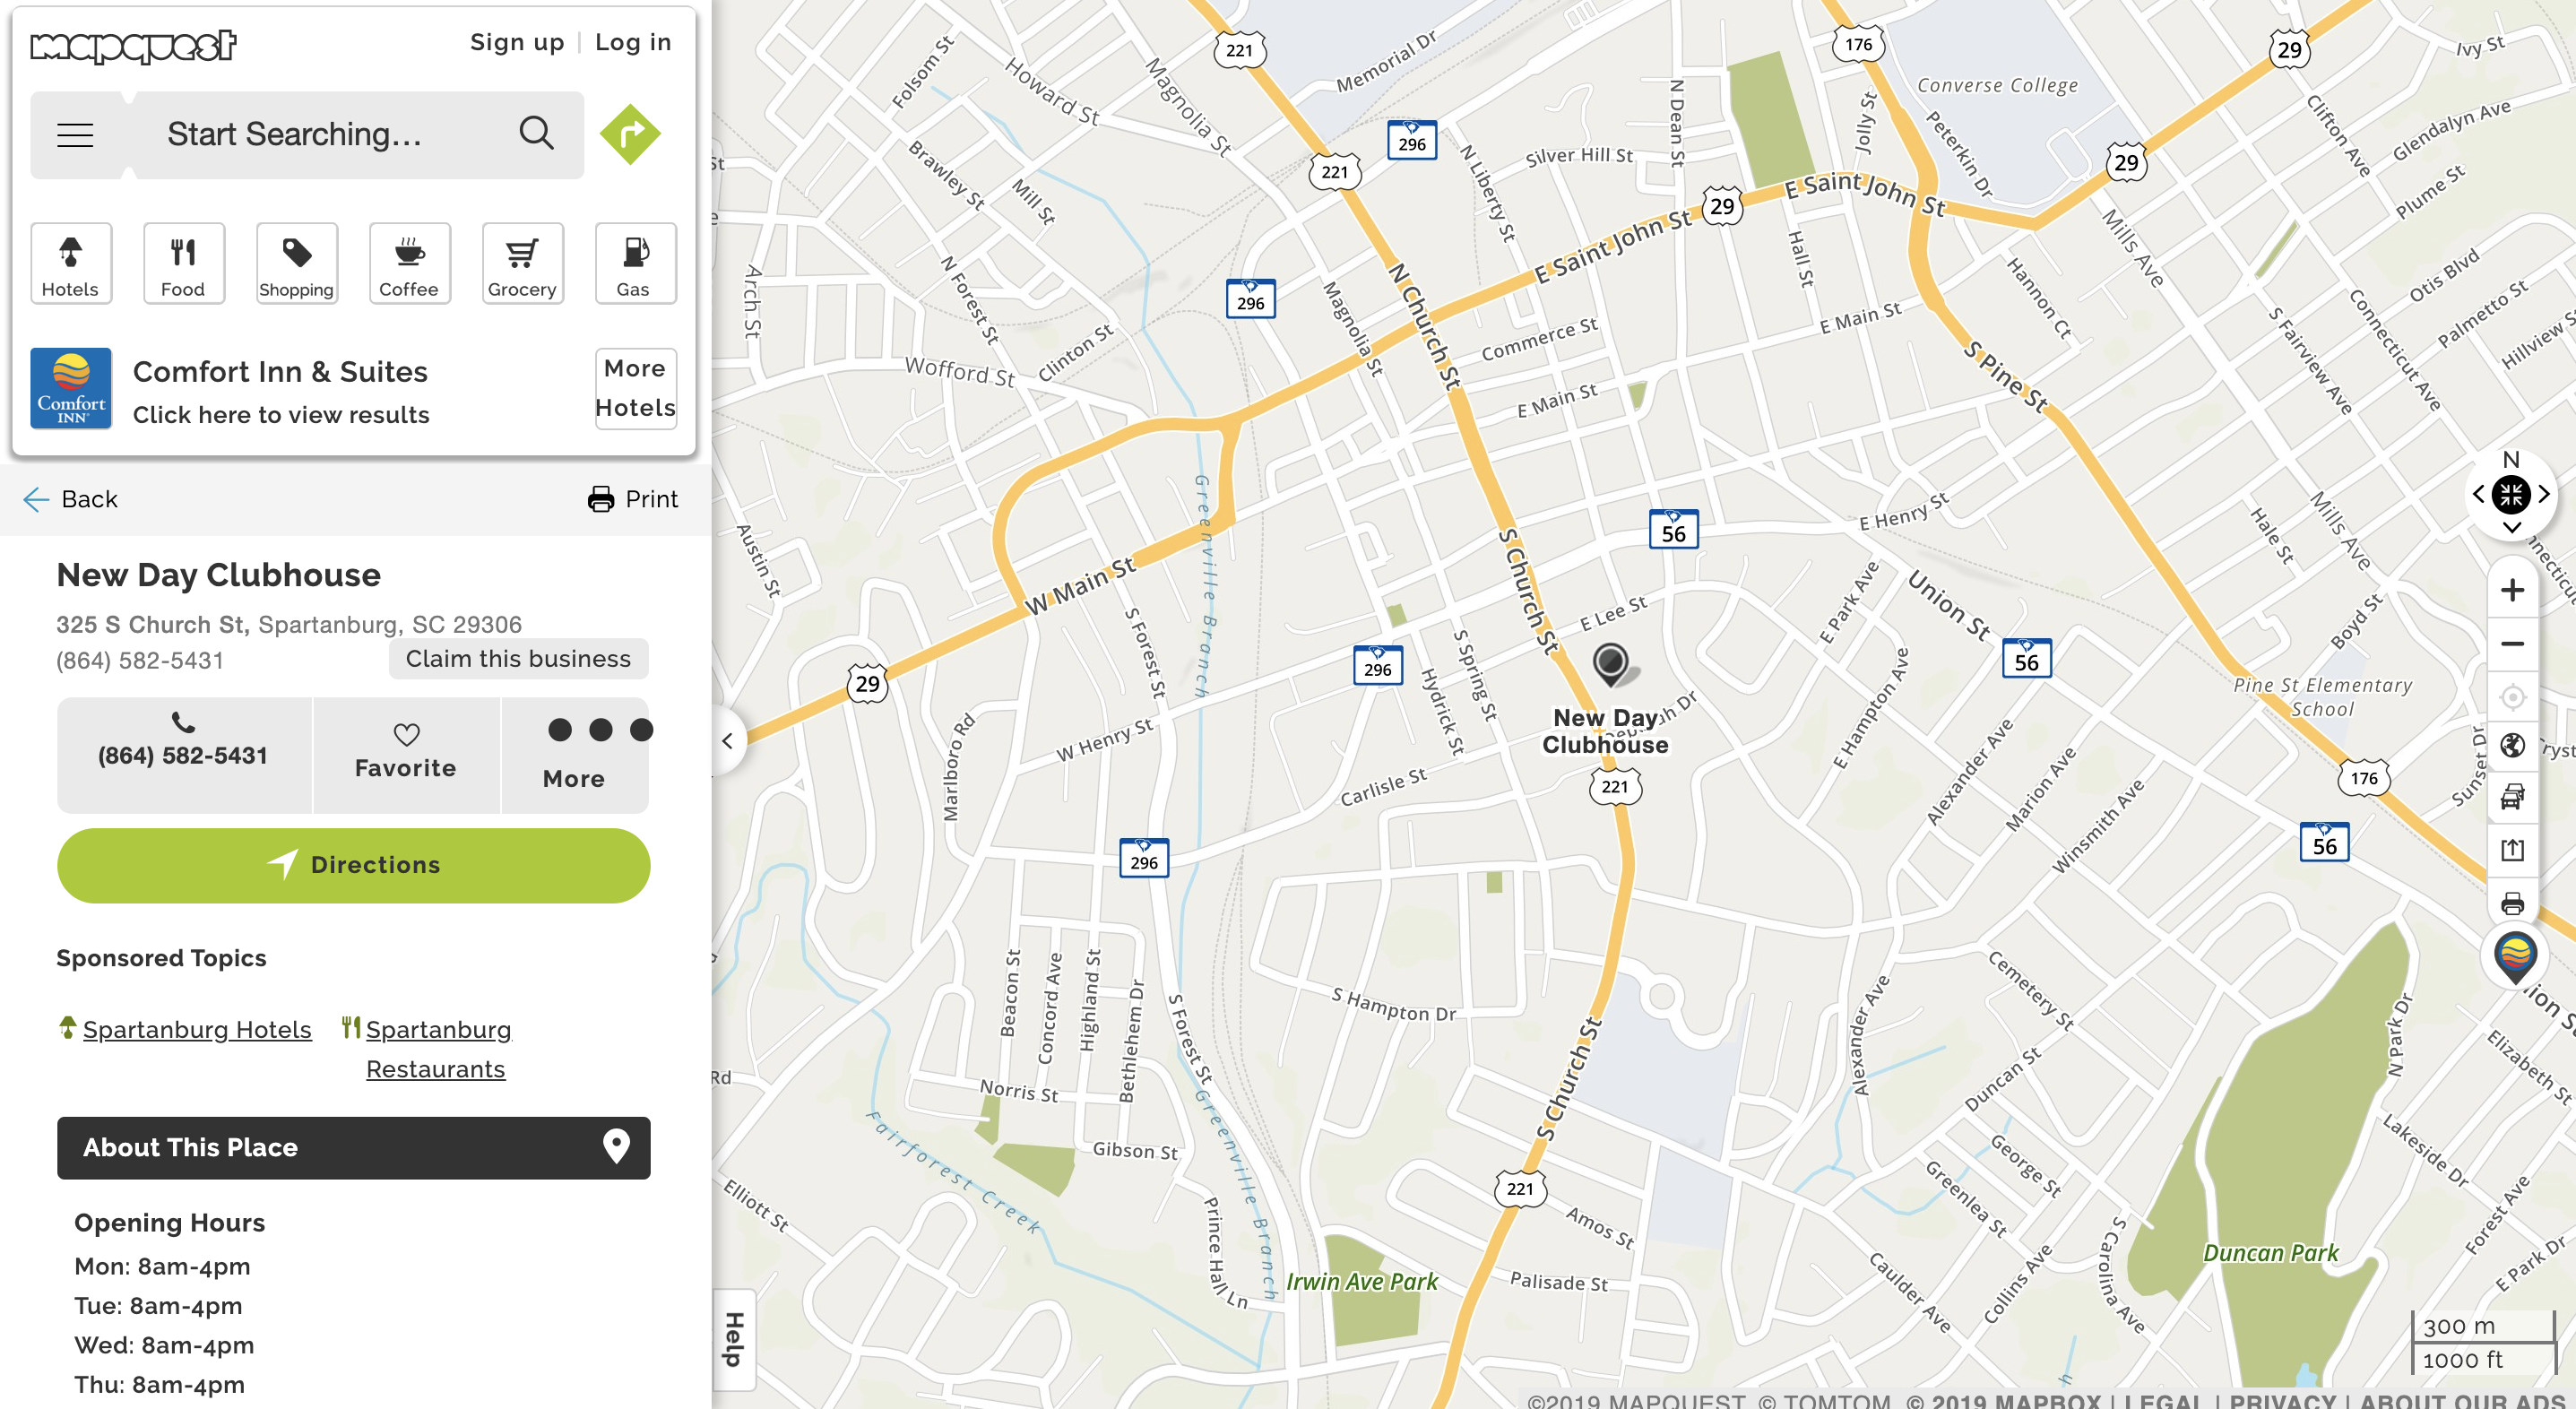 mapquest
Sign up | Log in
Start Searching...
Hotels
Food
Shopping
Coffee
Grocery
Gas
Comfort INN
Comfort Inn & Suites
Click here to view results
More Hotels
Back
Print
New Day Clubhouse
325 S Church St, Spartanburg, SC 29306
(864) 582-5431
Claim this business
(864) 582-5431
Favorite
More
Directions
Sponsored Topics
Spartanburg Hotels
Spartanburg Restaurants
About This Place
Opening Hours
Mon: 8am-4pm
Tue: 8am-4pm
Wed: 8am-4pm
Thu: 8am-4pm
Help
221
Memorial Dr
176
Converse College
29
Ivy St
Folsom St
Howard St
Magnolia St
296
221
N Dean St
Jolly St
Peterkin Dr
29
Clifton Ave
Glendalyn Ave
St
Brawley St
Mill St
N Liberty St
Silver Hill St
29
E Saint John St
E Saint John St
Plume St
Mills Ave
Arch St
N Forest St
296
Magnolia St
N Church St
Hall St
Hannon Ct
Otis Blvd
Palmetto St
Hillview
Connecticut Ave
S Fairview Ave
Clinton St
Wofford St
Commerce St
E Main St
E Main St
S Pine St
N
Greenville Branch
Austin St
W Main St
S Church St
56
E Henry St
Hale St
Mills Ave
Union St
E Park Ave
E Lee St
Boyd St
S Forest St
296
S Spring St
Hydrick St
56
Pine St Elementary School
29
New Day Clubhouse
W Henry St
Marlboro Rd
Carlisle St
221
E Hampton Ave
Alexander Ave
Marion Ave
Winsmith Ave
176
Sunset Dr
56
296
Beacon St
Concord Ave
Highland St
Bethlehem Dr
S Forest St
S Hampton Dr
Alexander Ave
Cemetery St
N Park Dr
Elizabeth St
Rd
Norris St
S Church St
Duncan St
Fairforest Creek
Gibson St
Greenville Branch
George St
Greenlea St
Lakeside Dr
Elliott St
Prince Hall Ln
221
Amos St
S Carolina Ave
Forest Ave
Duncan Park
E Park Dr
Irwin Ave Park
Palisade St
Caulder Ave
Collins Ave
300 m
1000 ft
©2019 MAPQUEST © TOMTOM © 2019 MAPBOX | LEGAL | PRIVACY | ABOUT OUR ADS